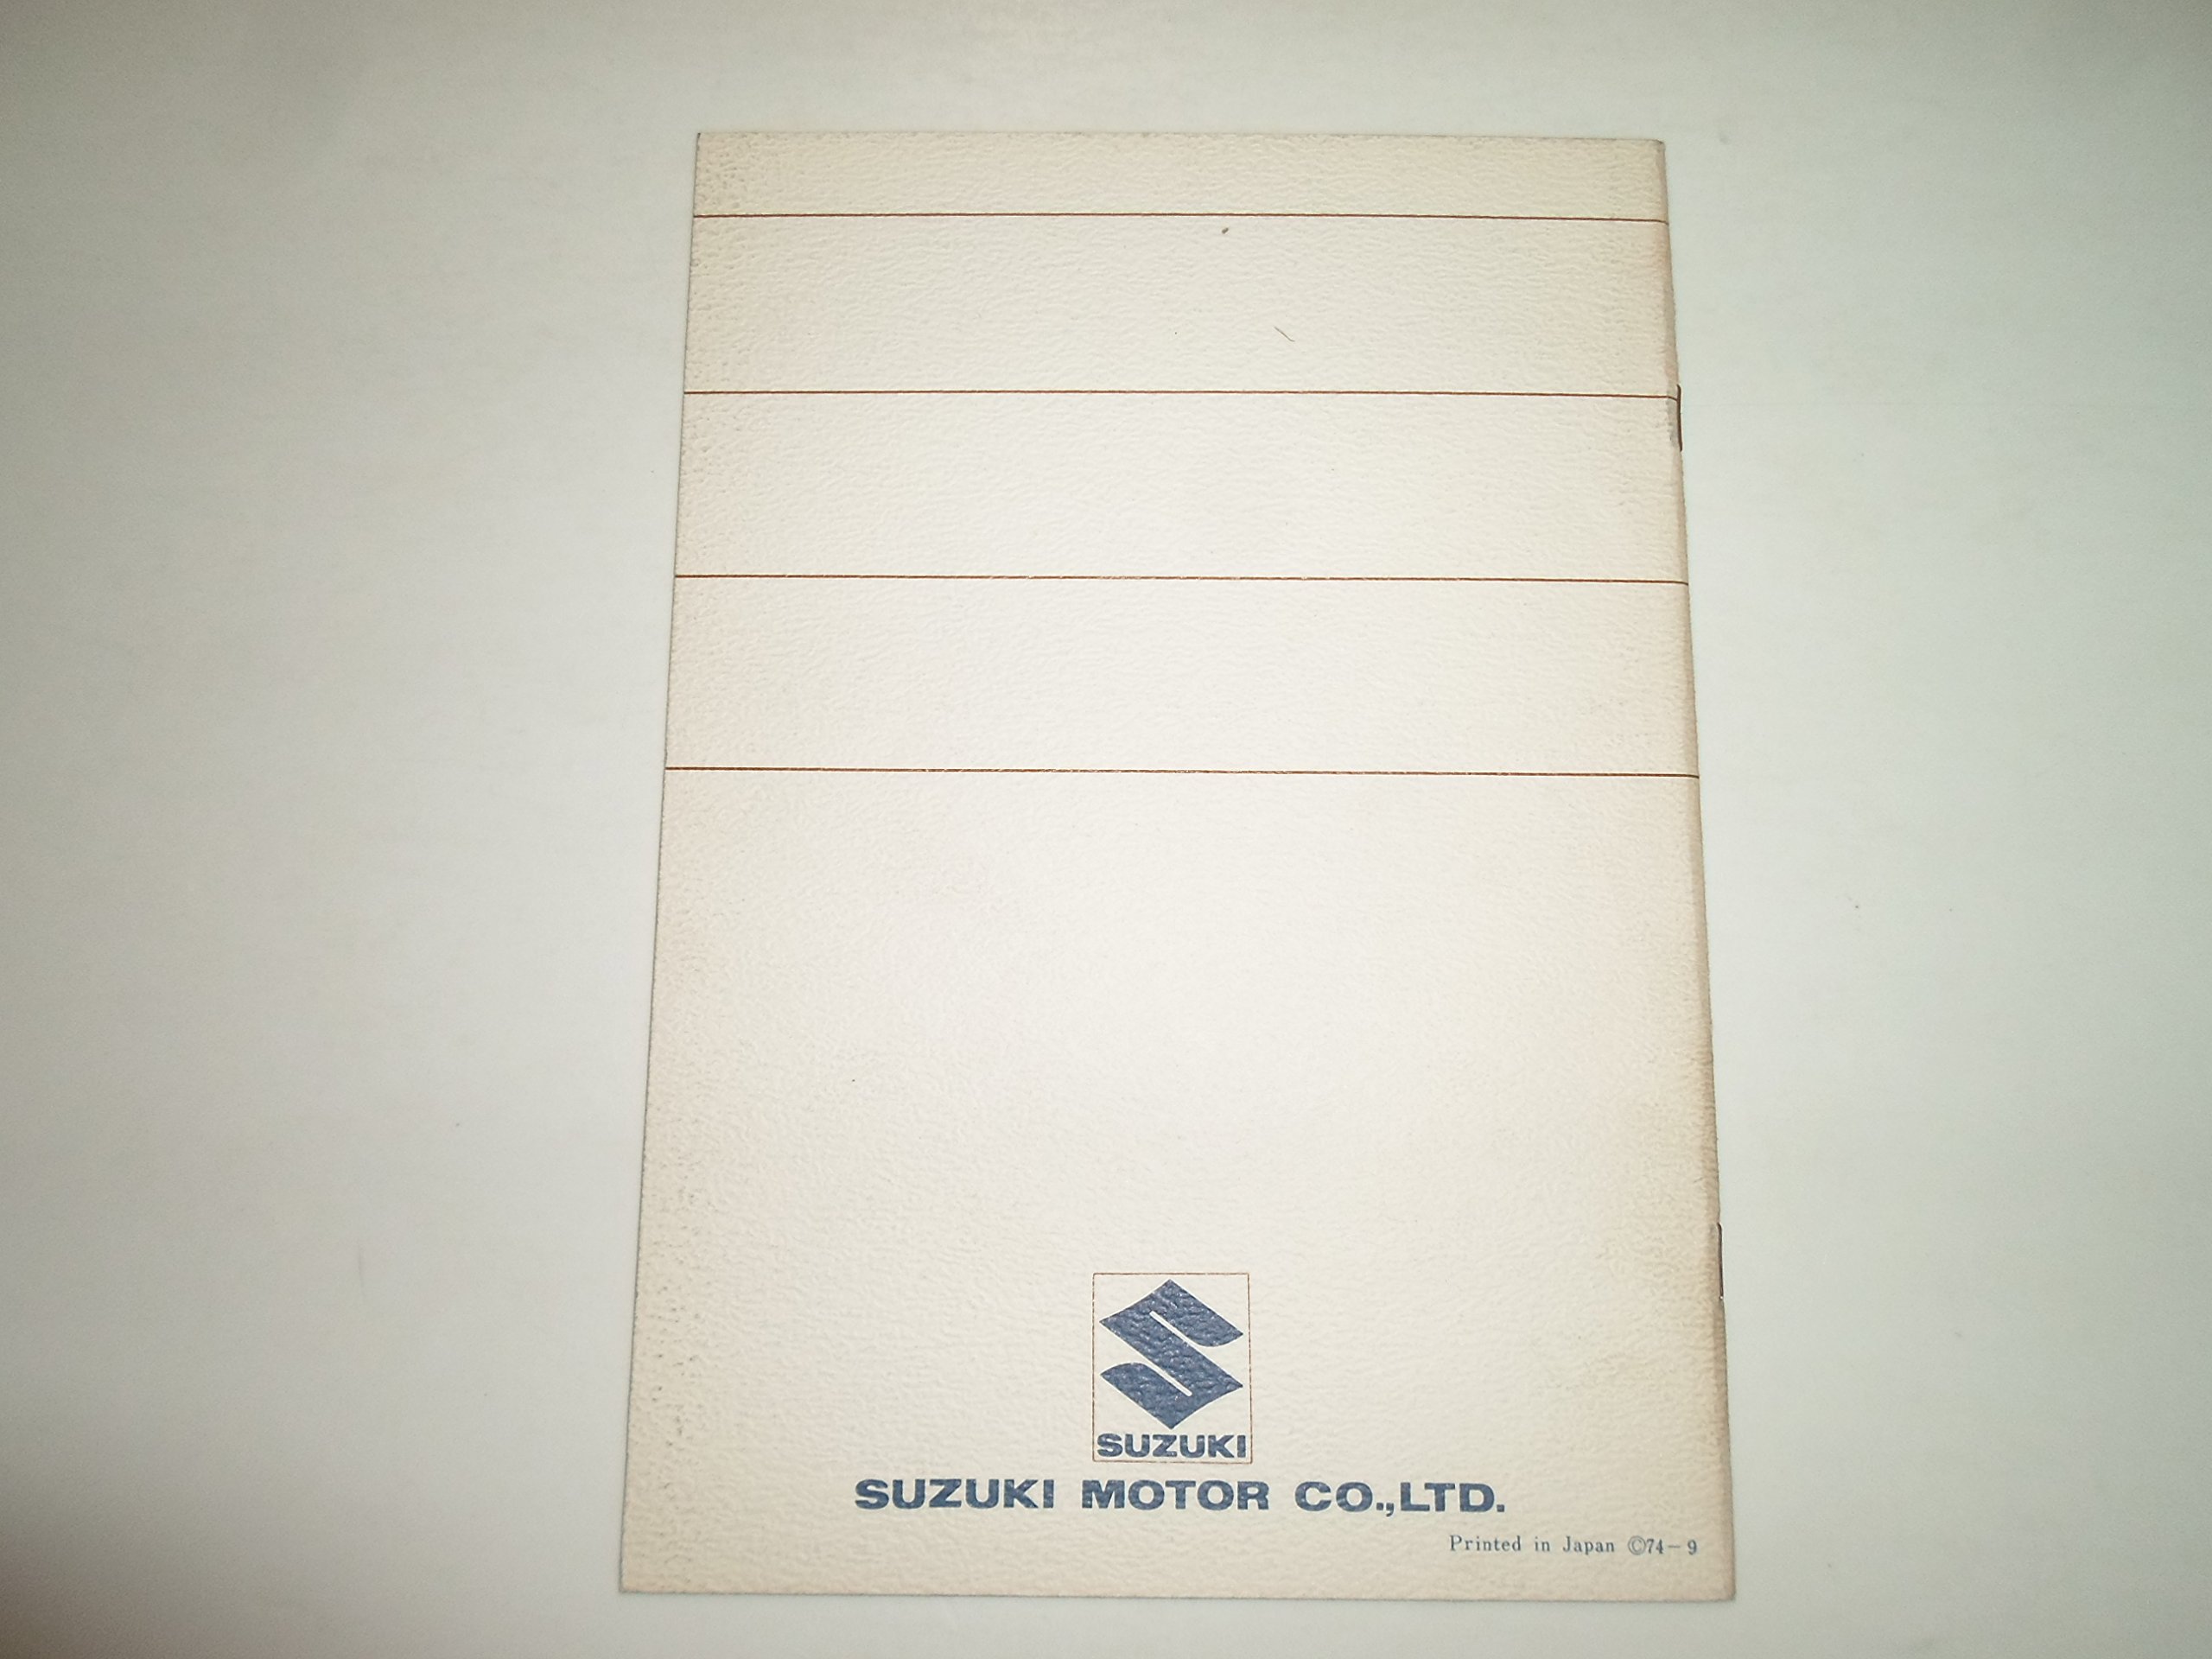 SUZUKI
SUZUKI MOTOR CO.,LTD.
Printed in Japan ©74-9